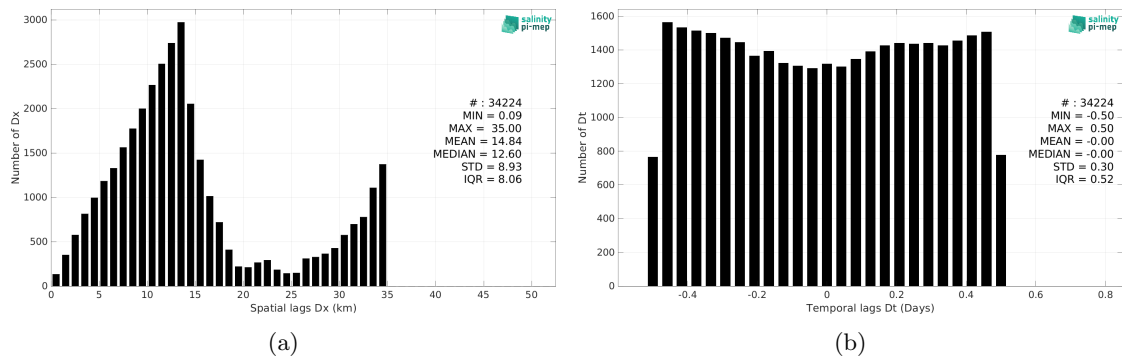 salinity
pi-mep
3000
2500
2000
1500
1000
500
0
Number of Dx
# : 34224
MIN = 0.09
MAX = 35.00
MEAN = 14.84
MEDIAN = 12.60
STD = 8.93
IQR = 8.06
0 5 10 15 20 25 30 35 40 45 50
Spatial lags Dx (km)
(a)
salinity
pi-mep
1600
1400
1200
1000
800
600
400
200
0
Number of Dt
# : 34224
MIN = -0.50
MAX = 0.50
MEAN = -0.00
MEDIAN = -0.00
STD = 0.30
IQR = 0.52
-0.4 -0.2 0 0.2 0.4 0.6 0.8
Temporal lags Dt (Days)
(b)